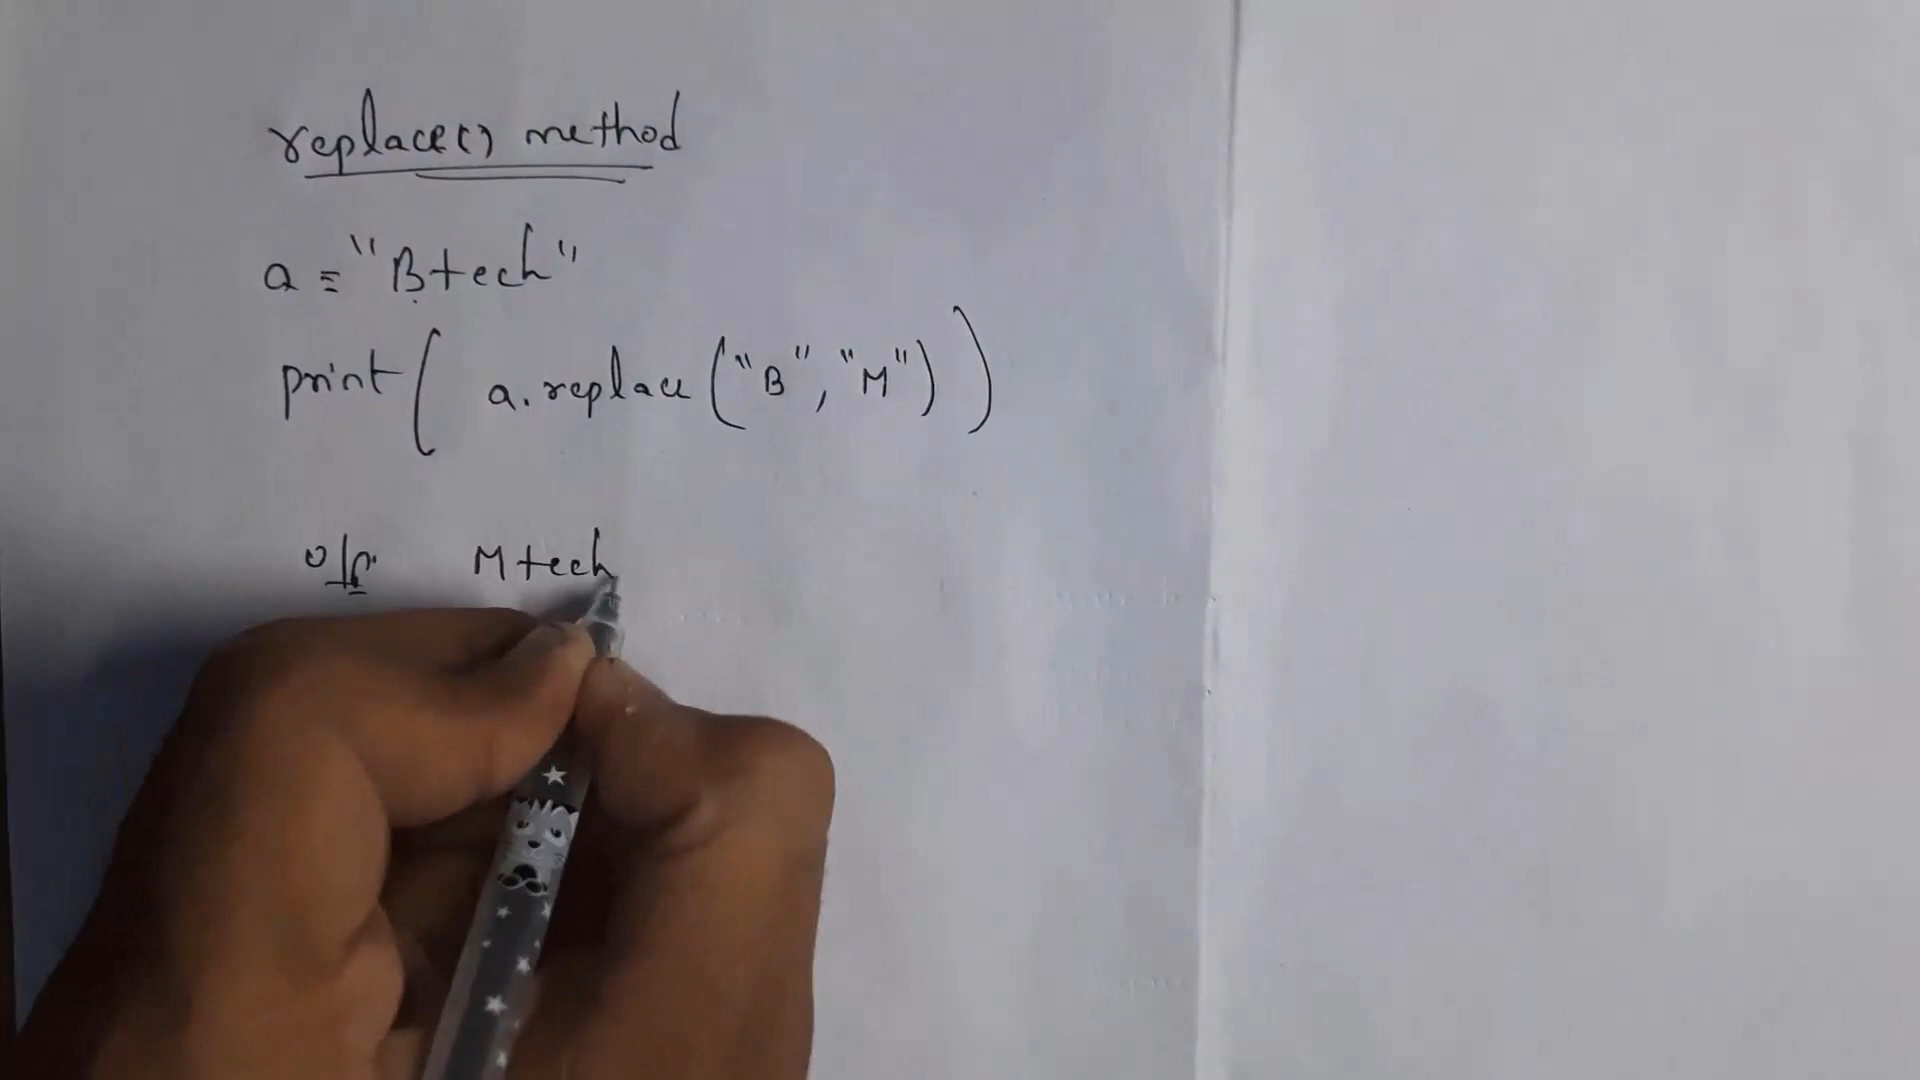 replace() method
a = "Btech"
print( a.replace("B", "M"))
o/p Mtech